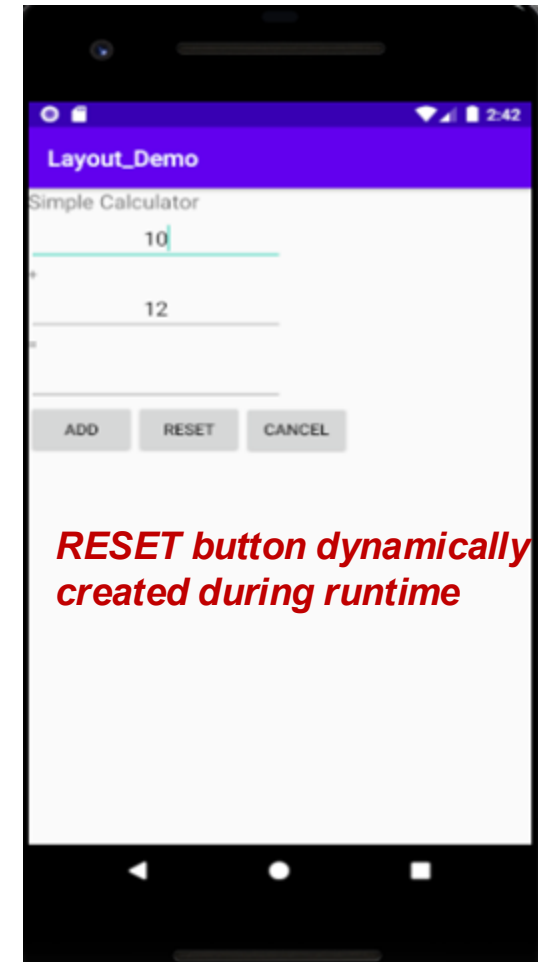 2:42
Layout_Demo
Simple Calculator
10
+
12
=
ADD RESET CANCEL
RESET button dynamically
created during runtime